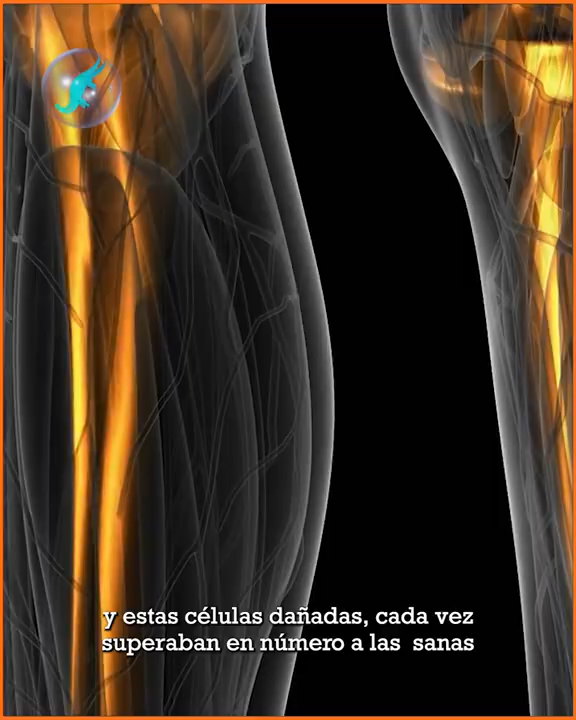 y estas células dañadas, cada vez
superaban en número a las  sanas